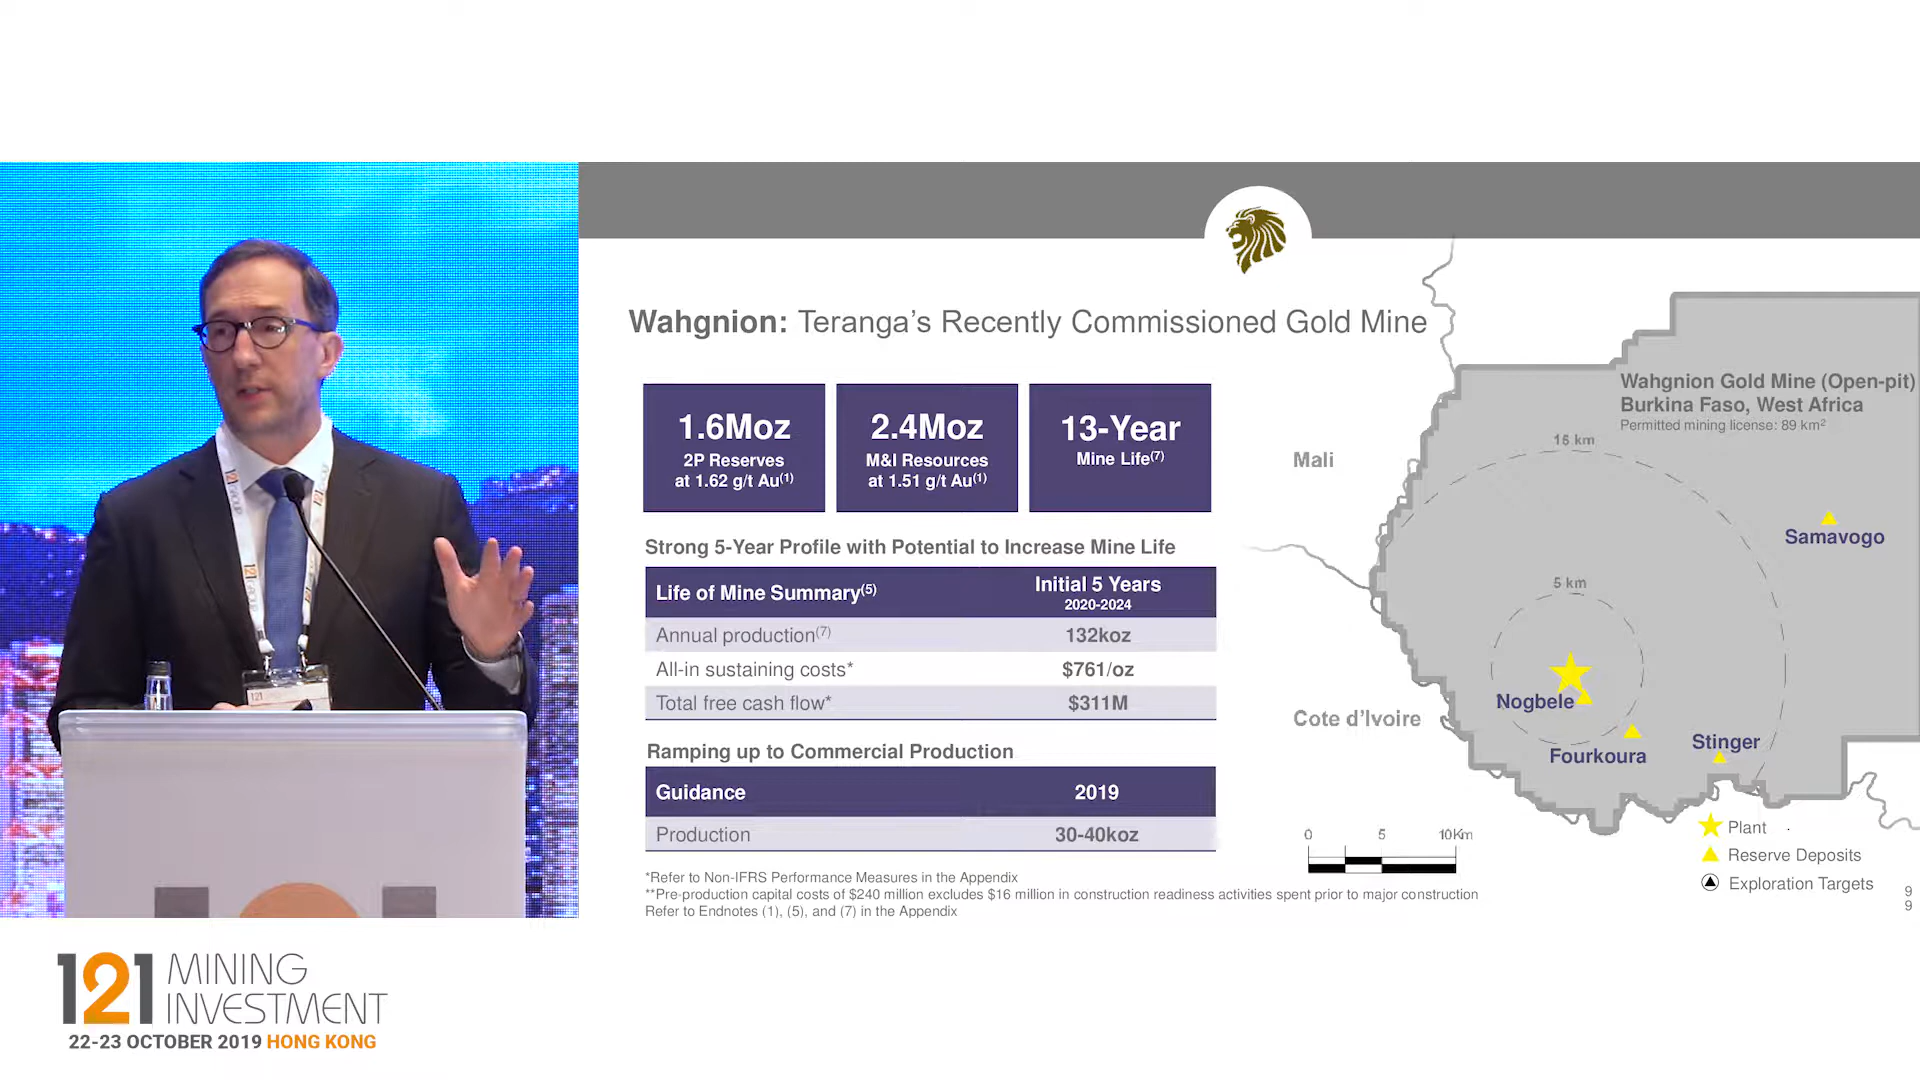 Wahgnion: Teranga's Recently Commissioned Gold Mine
1.6Moz
2P Reserves
at 1.62 g/t Au(1)
2.4Moz
M&I Resources
at 1.51 g/t Au(1)
13-Year
Mine Life(7)
Strong 5-Year Profile with Potential to Increase Mine Life
Life of Mine Summary(5)
Initial 5 Years
2020-2024
Annual production(7)
132koz
All-in sustaining costs*
$761/oz
Total free cash flow*
$311M
Ramping up to Commercial Production
Guidance
2019
Production
30-40koz
*Refer to Non-IFRS Performance Measures in the Appendix
**Pre-production capital costs of $240 million excludes $16 million in construction readiness activities spent prior to major construction
Refer to Endnotes (1), (5), and (7) in the Appendix
Wahgnion Gold Mine (Open-pit)
Burkina Faso, West Africa
Permitted mining license: 89 km²
15 km
Mali
Samavogo
5 km
Nogbele
Cote d'Ivoire
Fourkoura
Stinger
0 5 10Km
Plant
Reserve Deposits
Exploration Targets
9
9
121
121 MINING
INVESTMENT
22-23 OCTOBER 2019 HONG KONG